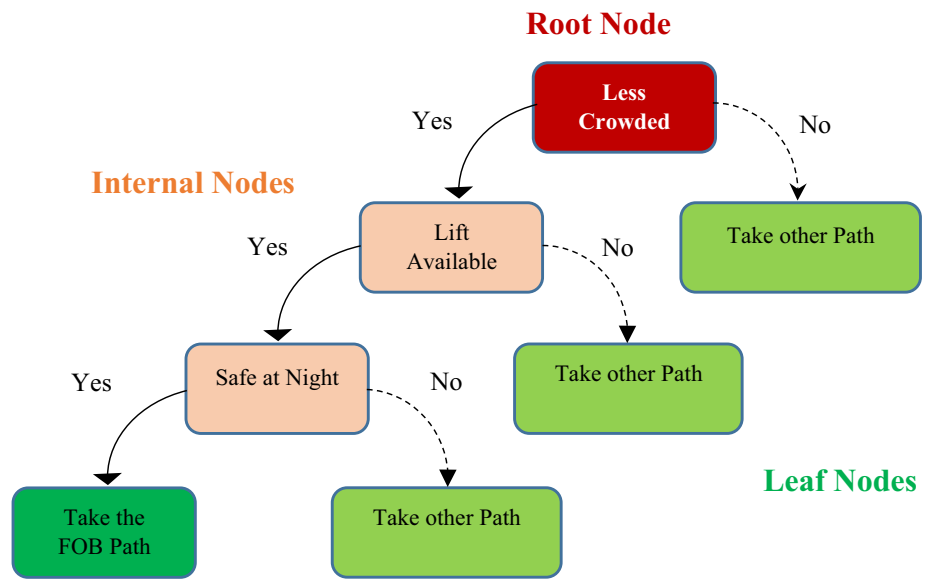 Root Node
Less
Crowded
Yes
No
Internal Nodes
Lift
Available
Take other Path
Yes
No
Safe at Night
Take other Path
Yes
No
Leaf Nodes
Take the
FOB Path
Take other Path